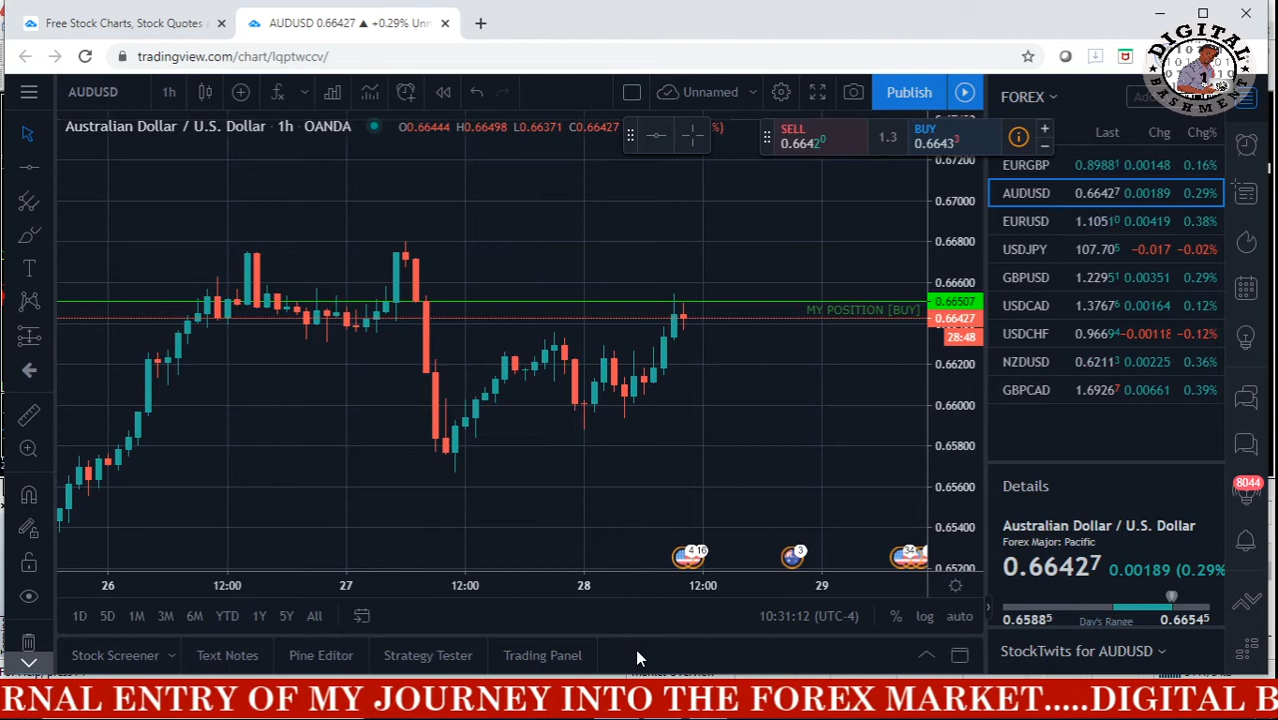 Free Stock Charts, Stock Quotes
AUDUSD 0.66427 ▲ +0.29% Unn
tradingview.com/chart/lqptwccv/
DIGITAL
BASHMENT
AUDUSD
1h
Unnamed
Publish
FOREX
Australian Dollar / U.S. Dollar · 1h · OANDA
O0.66444 H0.66498 L0.66371 C0.66427
%)
SELL
0.66420
1.3
BUY
0.66433
+
−
Last Chg Chg%
EURGBP 0.89881 0.00148 0.16%
AUDUSD 0.66427 0.00189 0.29%
EURUSD 1.10510 0.00419 0.38%
USDJPY 107.705 −0.017 −0.02%
GBPUSD 1.22951 0.00351 0.29%
USDCAD 1.37676 0.00164 0.12%
USDCHF 0.96694 −0.00118 −0.12%
NZDUSD 0.62113 0.00225 0.36%
GBPCAD 1.69267 0.00661 0.39%
0.67200
0.67000
0.66800
0.66600
0.66507
MY POSITION [BUY]
0.66427
28:48
0.66200
0.66000
0.65800
0.65600
0.65400
0.65200
4 16
3
34
26 12:00 27 12:00 28 12:00 29
1D 5D 1M 3M 6M YTD 1Y 5Y All
10:31:12 (UTC-4)
% log auto
Stock Screener Text Notes Pine Editor Strategy Tester Trading Panel
Details
8044
Australian Dollar / U.S. Dollar
Forex Major: Pacific
0.66427 0.00189 (0.29%
0.65885 Day's Range 0.66545
StockTwits for AUDUSD
RNAL ENTRY OF MY JOURNEY INTO THE FOREX MARKET.....DIGITAL B